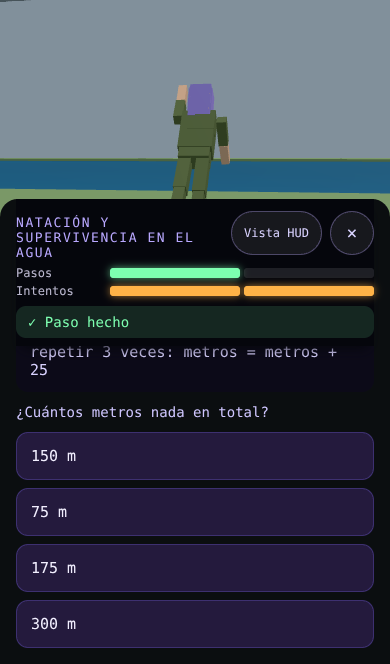 NATACIÓN Y
SUPERVIVENCIA EN EL
AGUA
Vista HUD
×
Pasos
Intentos
✓ Paso hecho
repetir 3 veces: metros = metros +
25
¿Cuántos metros nada en total?
150 m
75 m
175 m
300 m